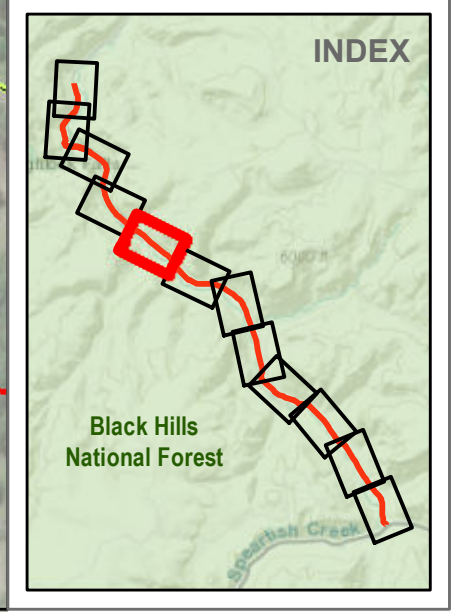 INDEX
6000 ft
Black Hills
National Forest
Spearfish Creek